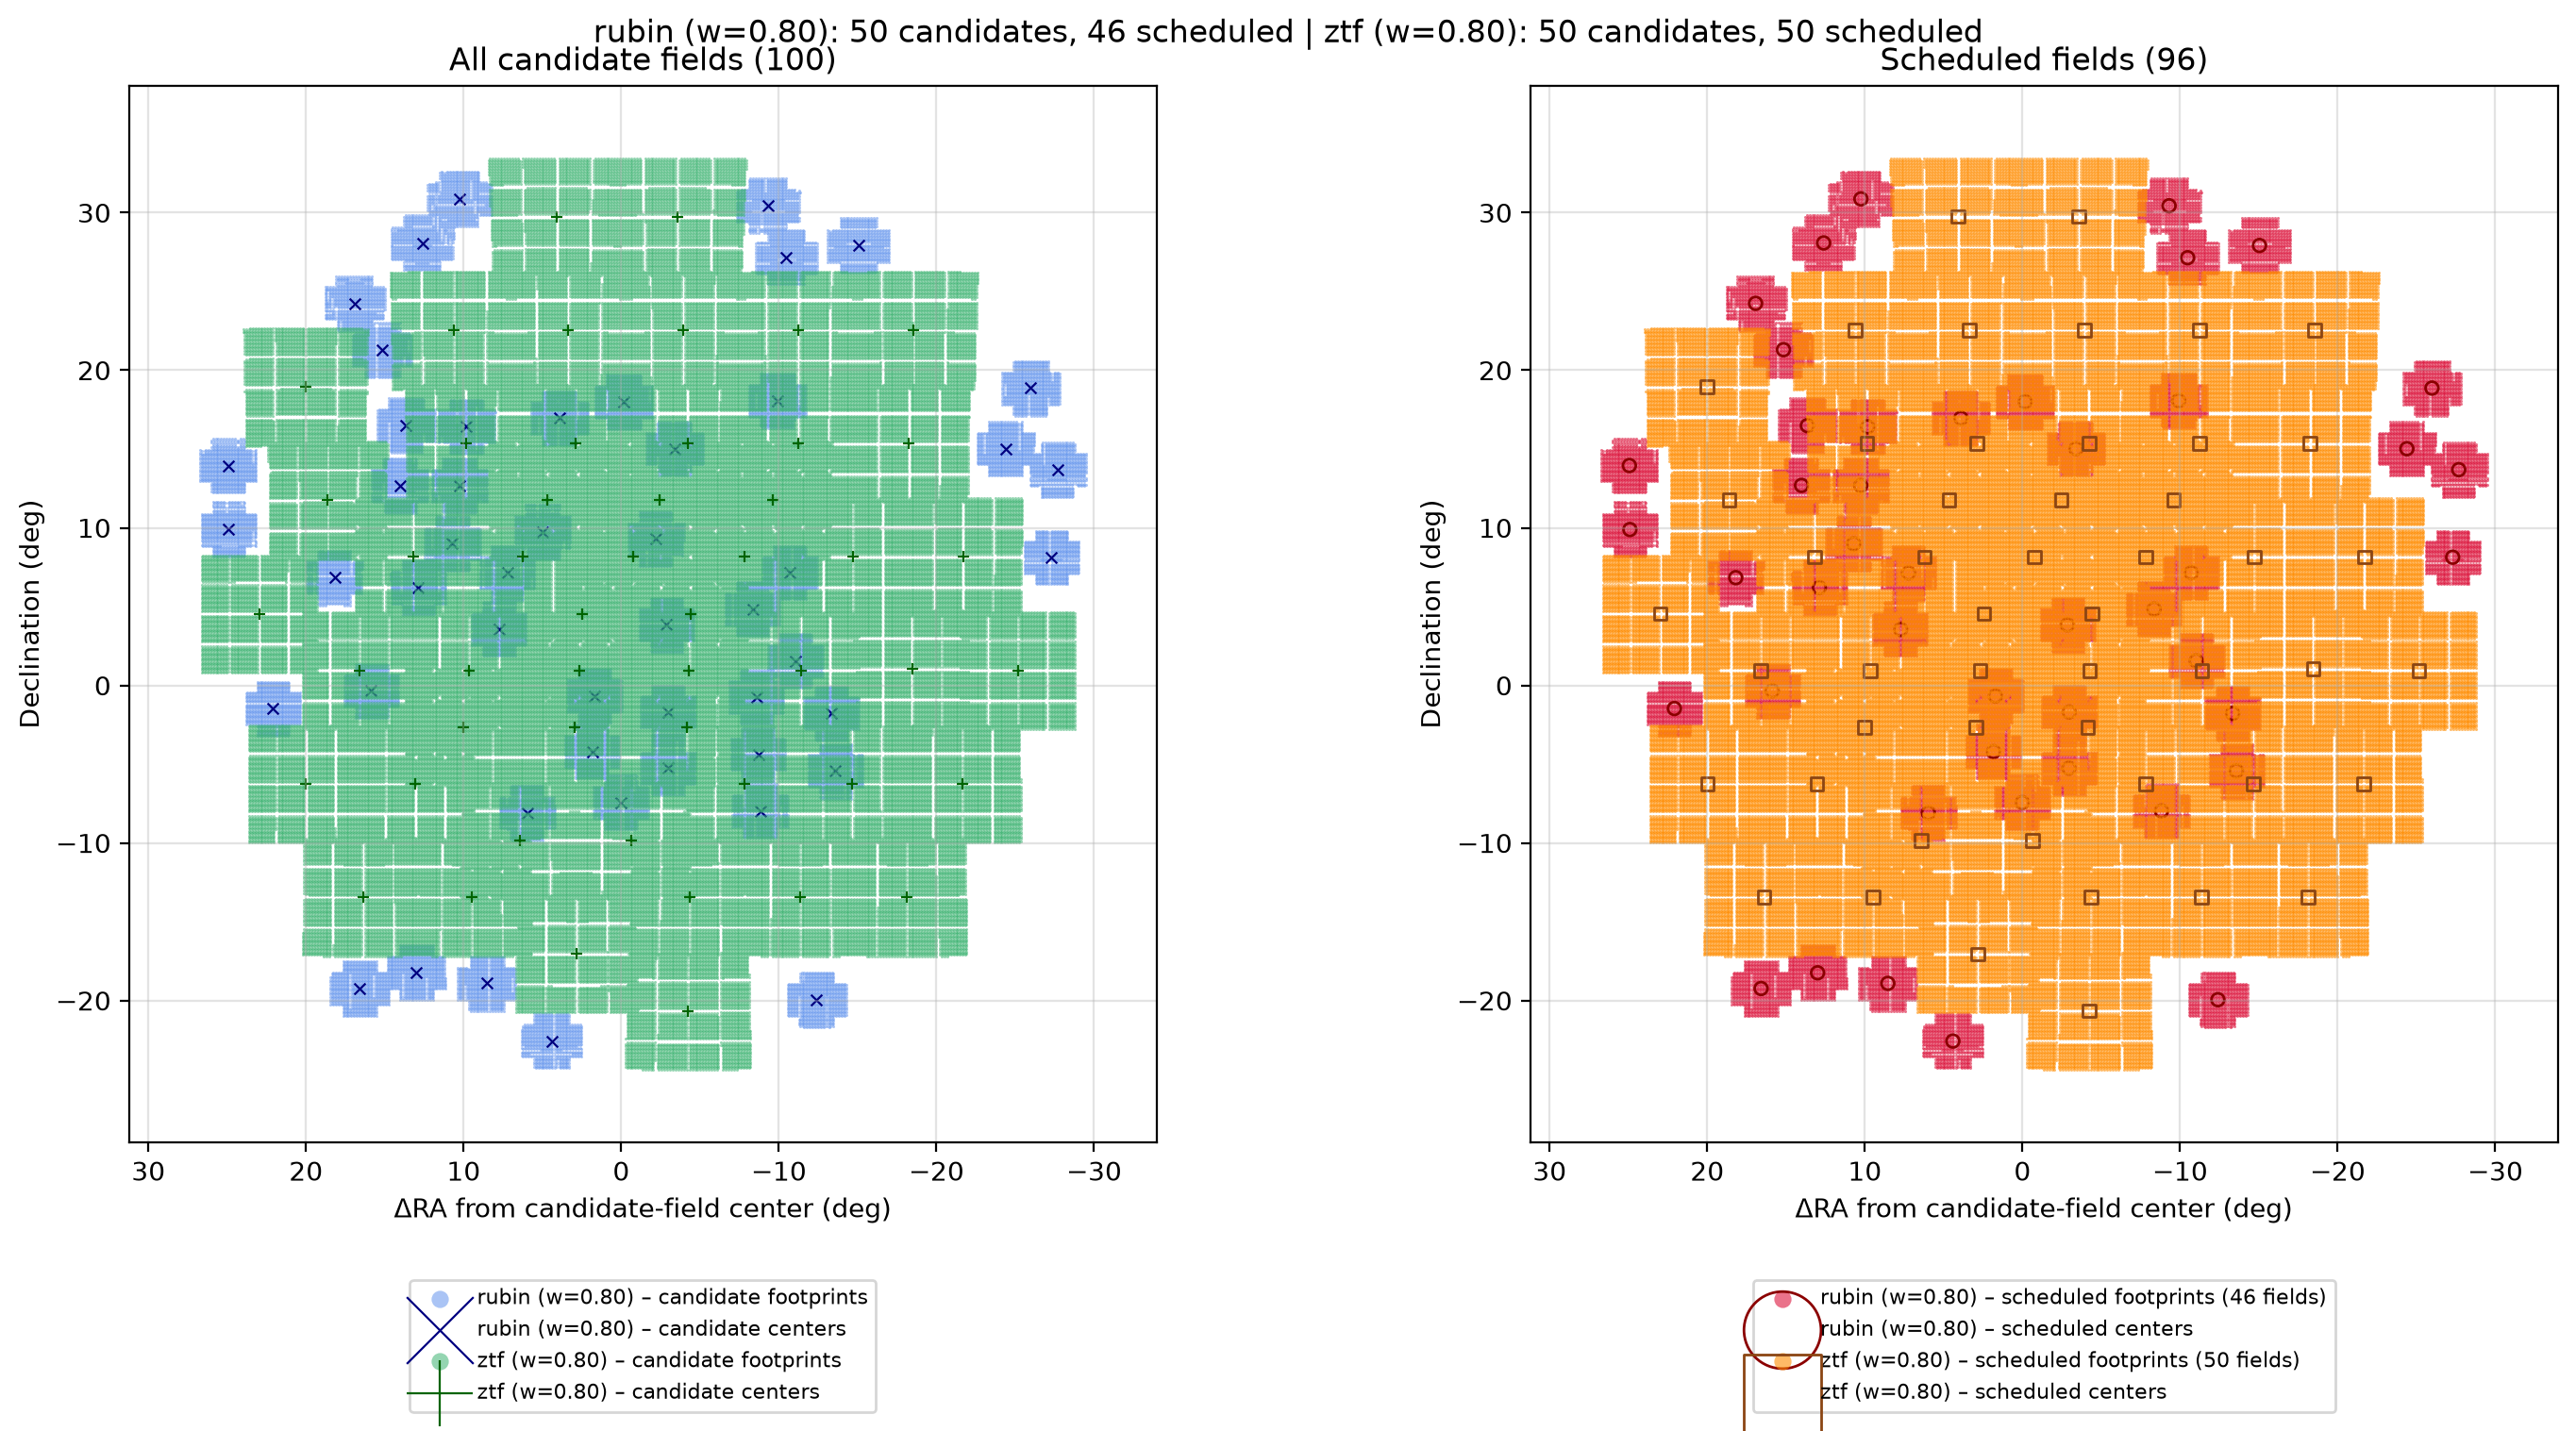 rubin (w=0.80): 50 candidates, 46 scheduled | ztf (w=0.80): 50 candidates, 50 scheduled
All candidate fields (100)
30
20
10
0
−10
−20
Declination (deg)
30
20
10
0
−10
−20
−30
ΔRA from candidate-field center (deg)
rubin (w=0.80) – candidate footprints
rubin (w=0.80) – candidate centers
ztf (w=0.80) – candidate footprints
ztf (w=0.80) – candidate centers
Scheduled fields (96)
30
20
10
0
−10
−20
Declination (deg)
30
20
10
0
−10
−20
−30
ΔRA from candidate-field center (deg)
rubin (w=0.80) – scheduled footprints (46 fields)
rubin (w=0.80) – scheduled centers
ztf (w=0.80) – scheduled footprints (50 fields)
ztf (w=0.80) – scheduled centers